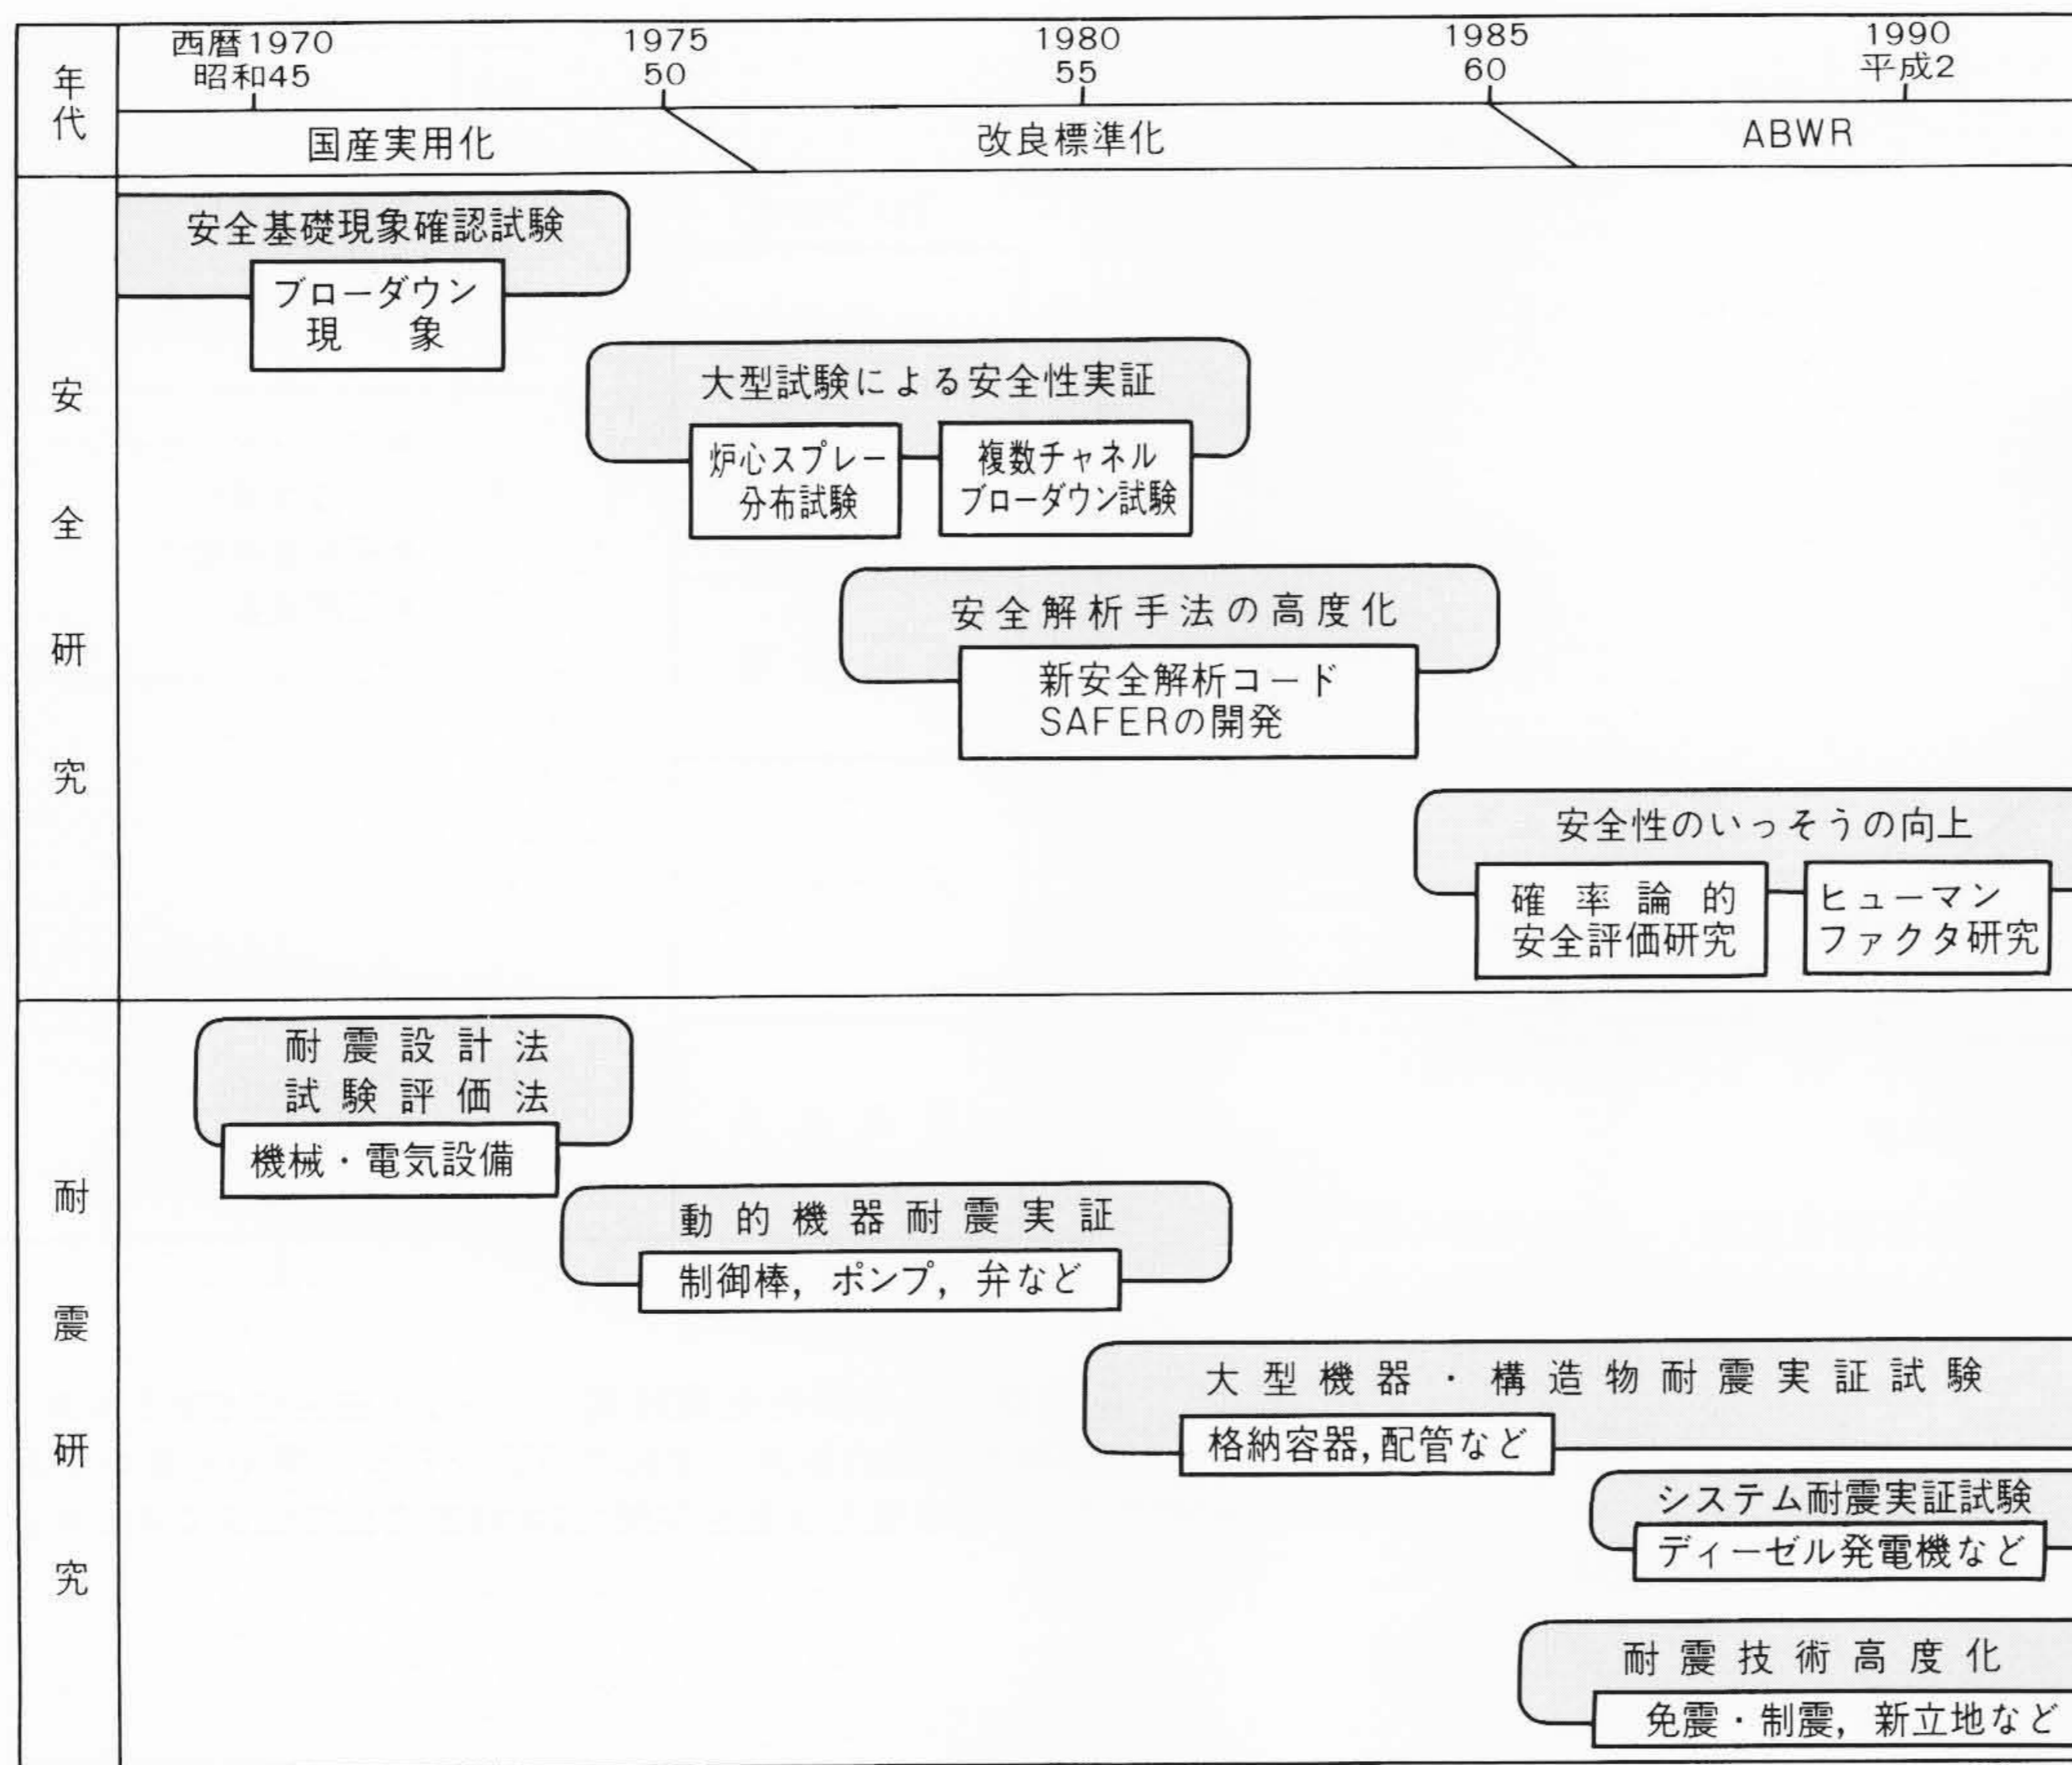 年代
西暦1970
昭和45
1975
50
1980
55
1985
60
1990
平成2
国産実用化
改良標準化
ABWR
安全研究
安全基礎現象確認試験
ブローダウン
現象
大型試験による安全性実証
炉心スプレー
分布試験
複数チャネル
ブローダウン試験
安全解析手法の高度化
新安全解析コード
SAFERの開発
安全性のいっそうの向上
確率論的
安全評価研究
ヒューマン
ファクタ研究
耐震研究
耐震設計法
試験評価法
機械・電気設備
動的機器耐震実証
制御棒，ポンプ，弁など
大型機器・構造物耐震実証試験
格納容器,配管など
システム耐震実証試験
ディーゼル発電機など
耐震技術高度化
免震・制震，新立地など